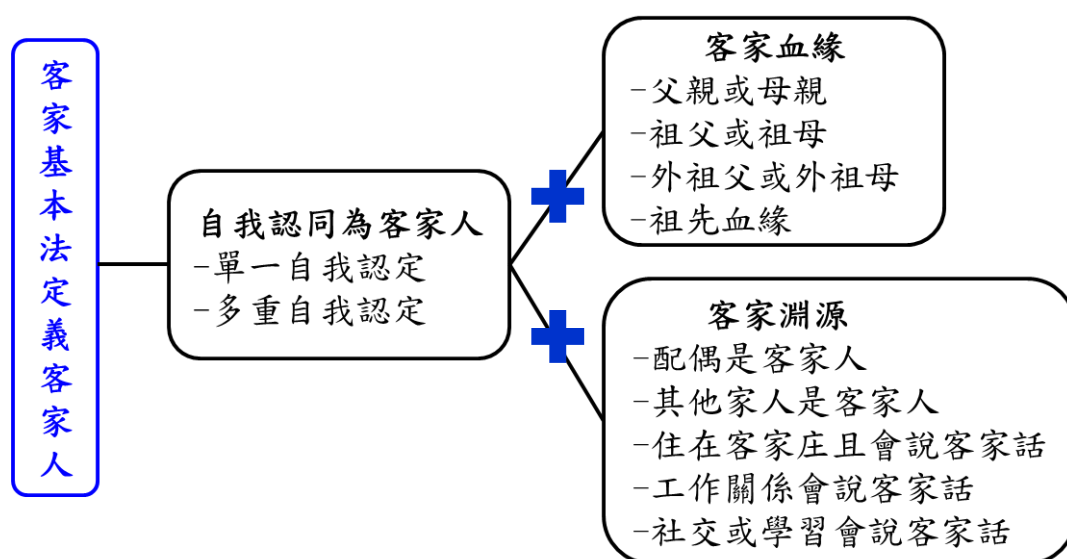 客家基本法定義客家人
自我認同為客家人
-單一自我認定
-多重自我認定
客家血緣
-父親或母親
-祖父或祖母
-外祖父或外祖母
-祖先血緣
客家淵源
-配偶是客家人
-其他家人是客家人
-住在客家庄且會說客家話
-工作關係會說客家話
-社交或學習會說客家話